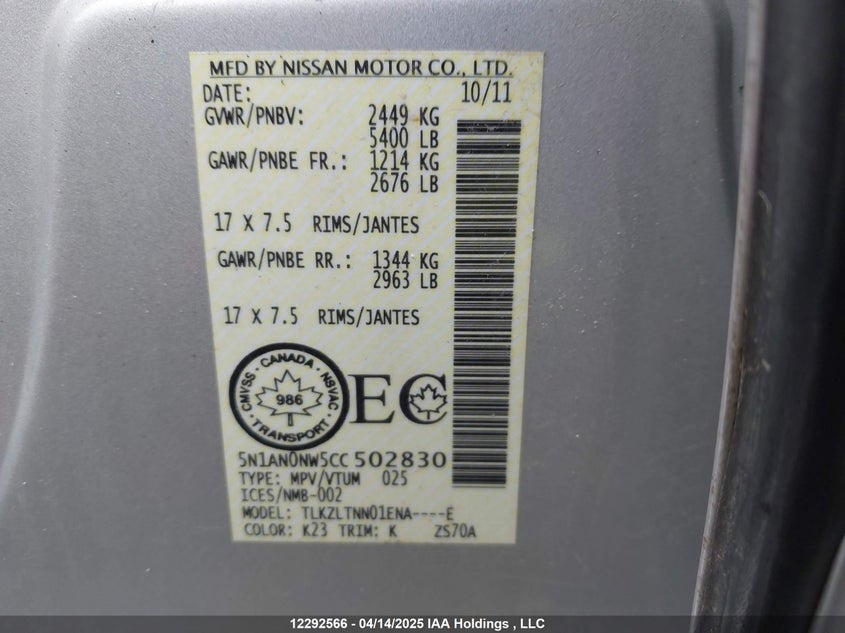 MFD BY NISSAN MOTOR CO., LTD.
DATE: 10/11
GVWR/PNBV: 2449 KG
5400 LB
GAWR/PNBE FR.: 1214 KG
2676 LB
17 X 7.5 RIMS/JANTES
GAWR/PNBE RR.: 1344 KG
2963 LB
17 X 7.5 RIMS/JANTES
CMVSS · CANADA · NSVAC · TRANSPORT ·
986
EC
5N1AN0NW5CC502830
TYPE: MPV/VTUM 025
ICES/NMB-002
MODEL: TLKZLTNN01ENA----E
COLOR: K23 TRIM: K ZS70A
12292566 - 04/14/2025 IAA Holdings , LLC